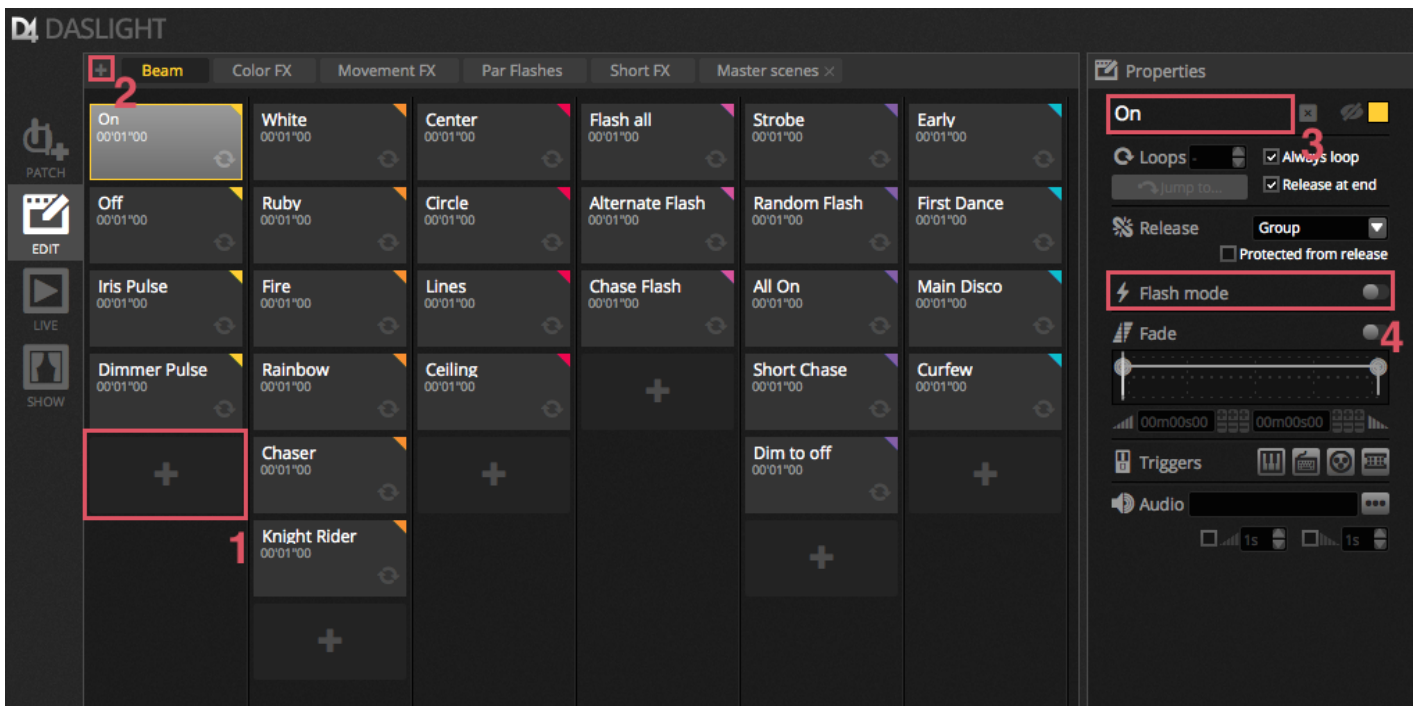 D4 DASLIGHT
+ Beam Color FX Movement FX Par Flashes Short FX Master scenes ×
2
Properties
On 00'01"00
White 00'01"00
Center 00'01"00
Flash all 00'01"00
Strobe 00'01"00
Early 00'01"00
On
3
PATCH
Loops - Always loop
Jump to... Release at end
Off 00'01"00
Ruby 00'01"00
Circle 00'01"00
Alternate Flash 00'01"00
Random Flash 00'01"00
First Dance 00'01"00
EDIT
Release Group
Protected from release
Iris Pulse 00'01"00
Fire 00'01"00
Lines 00'01"00
Chase Flash 00'01"00
All On 00'01"00
Main Disco 00'01"00
LIVE
Flash mode
4
Fade
Dimmer Pulse 00'01"00
Rainbow 00'01"00
Ceiling 00'01"00
+
Short Chase 00'01"00
Curfew 00'01"00
SHOW
00m00s00 00m00s00
+
Chaser 00'01"00
+
Dim to off 00'01"00
+
Triggers
Audio
1
Knight Rider 00'01"00
+
1s 1s
+